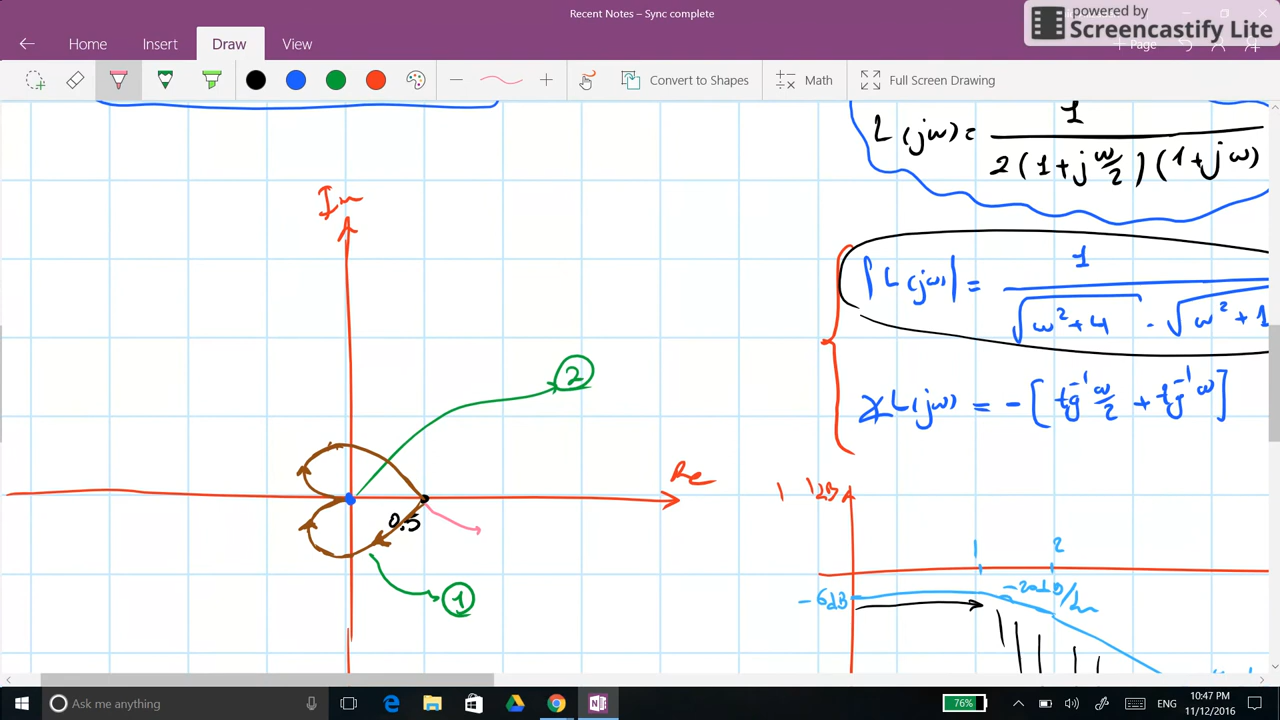 Recent Notes – Sync complete
powered by
Screencastify Lite
Home Insert Draw View
+ Page
Convert to Shapes
Math
Full Screen Drawing
L(jω)= 1 / 2(1+j ω/2)(1+jω)
Im
|L(jω)| = 1 / √ω²+4 · √ω²+1
∡L(jω) = -[tg⁻¹ ω/2 + tg⁻¹ ω]
2
Re
0.5
1
1 2
-6dB
-20dB/
Ask me anything
76%
ENG
10:47 PM
11/12/2016